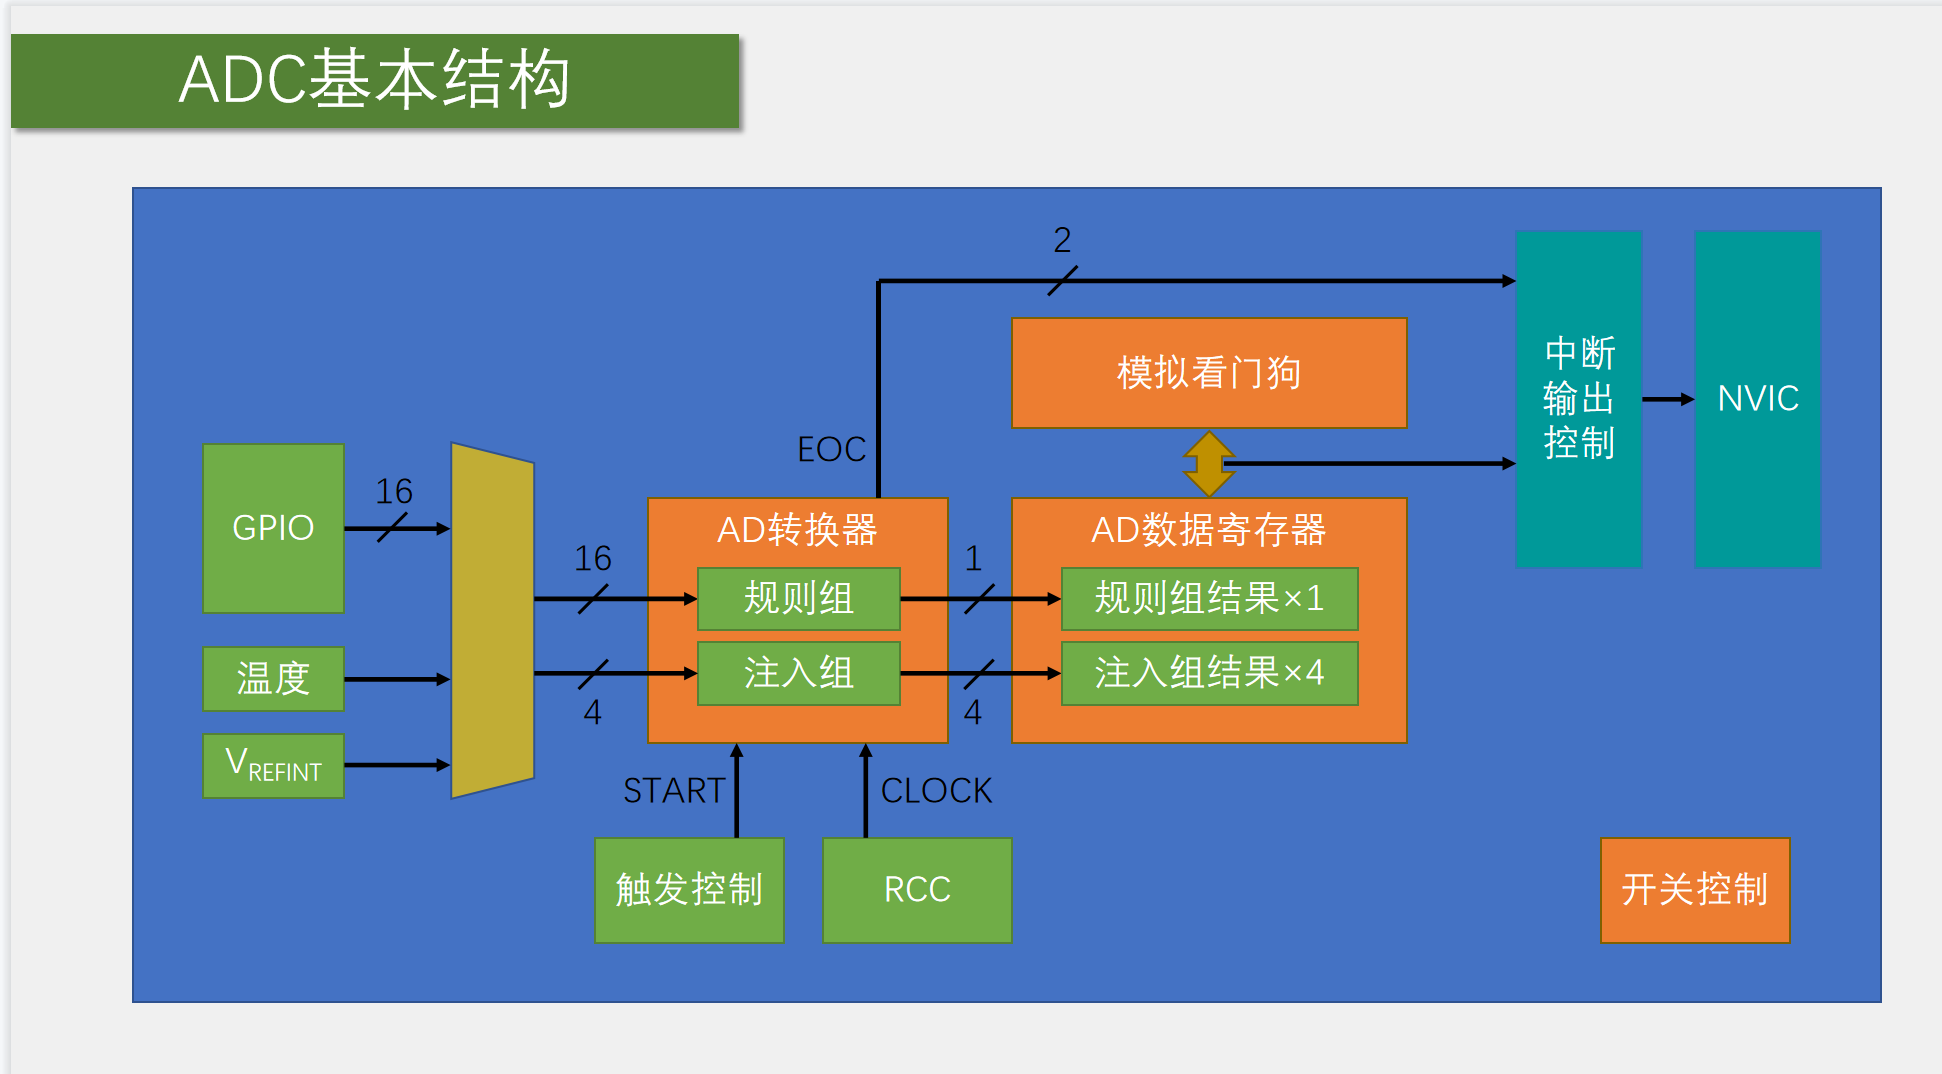 ADC基本结构
2
模拟看门狗
中断
输出
控制
NVIC
EOC
GPIO
16
温度
VREFINT
16
4
AD转换器
规则组
注入组
1
4
AD数据寄存器
规则组结果×1
注入组结果×4
START
CLOCK
触发控制
RCC
开关控制